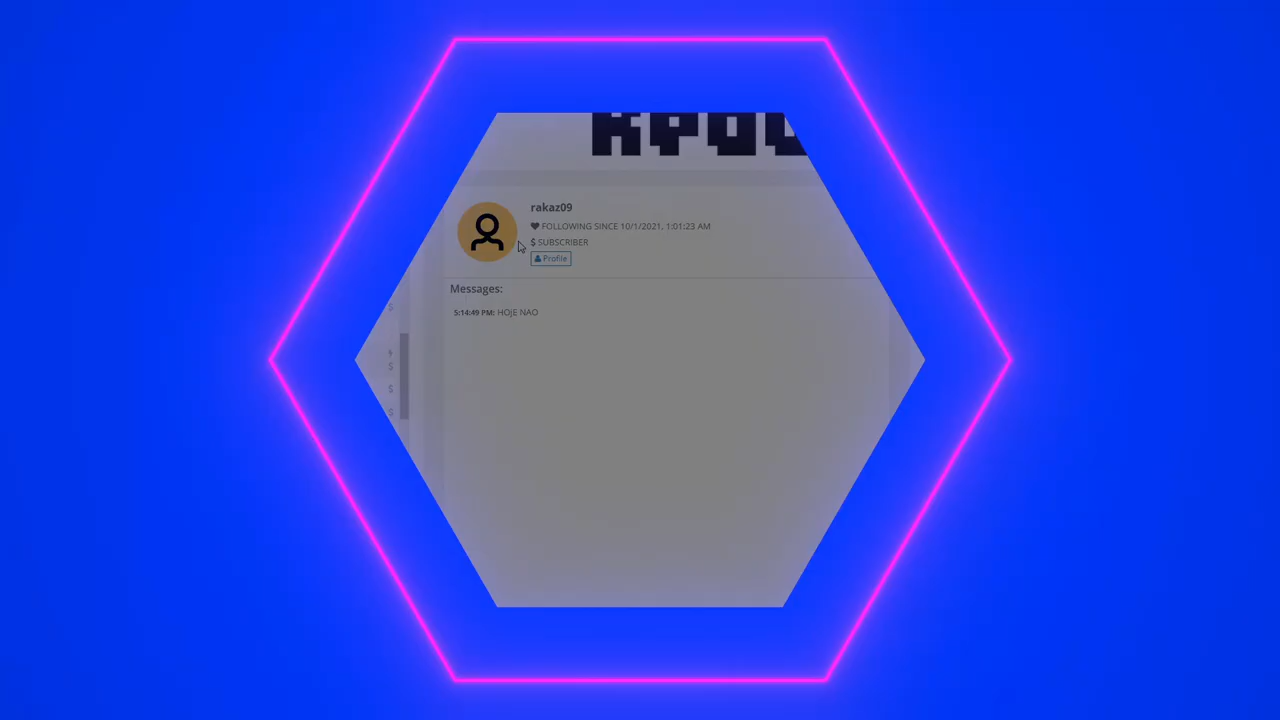 rakaz09
FOLLOWING SINCE 10/1/2021, 1:01:23 AM
$ SUBSCRIBER
Profile
Messages:
5:14:49 PM: HOJE NAO
$
$
$
$